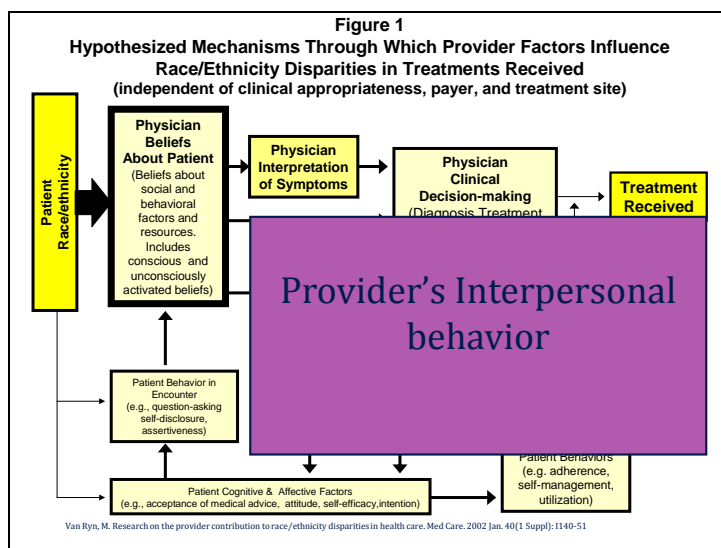 Figure 1
Hypothesized Mechanisms Through Which Provider Factors Influence
Race/Ethnicity Disparities in Treatments Received
(independent of clinical appropriateness, payer, and treatment site)
Patient
Race/ethnicity
Physician
Beliefs
About Patient
(Beliefs about
social and
behavioral
factors and
resources.
Includes
conscious and
unconsciously
activated beliefs)
Physician
Interpretation
of Symptoms
Physician
Clinical
Decision-making
(Diagnosis Treatment
Treatment
Received
Provider's Interpersonal
behavior
Patient Behavior in
Encounter
(e.g., question-asking
self-disclosure,
assertiveness)
Patient Cognitive & Affective Factors
(e.g., acceptance of medical advice, attitude, self-efficacy,intention)
Patient Behaviors
(e.g. adherence,
self-management,
utilization)
Van Ryn, M. Research on the provider contribution to race/ethnicity disparities in health care. Med Care. 2002 Jan. 40(1 Suppl): I140-51